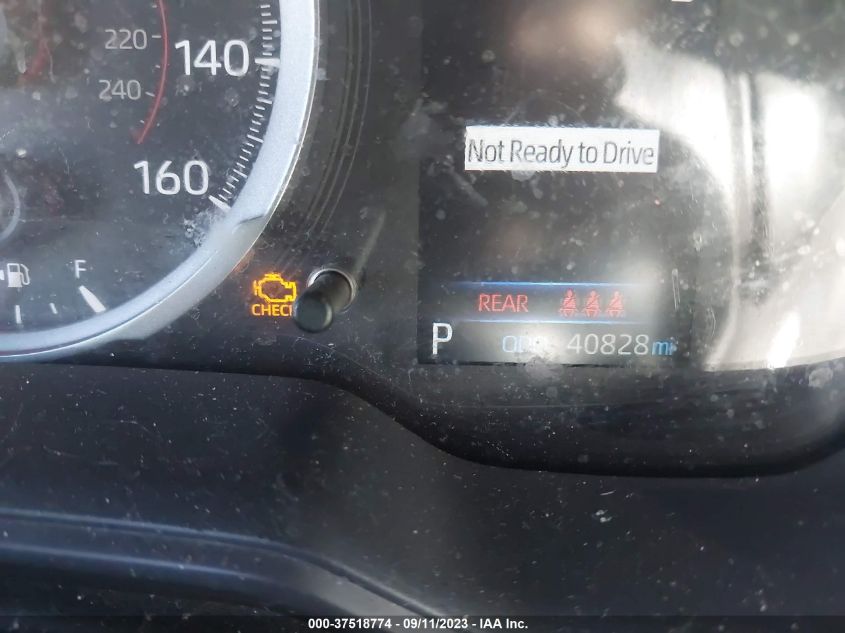 220
140
240
160
Not Ready to Drive
F
CHECK
REAR
P
ODO 40828 mi
000-37518774 - 09/11/2023 - IAA Inc.